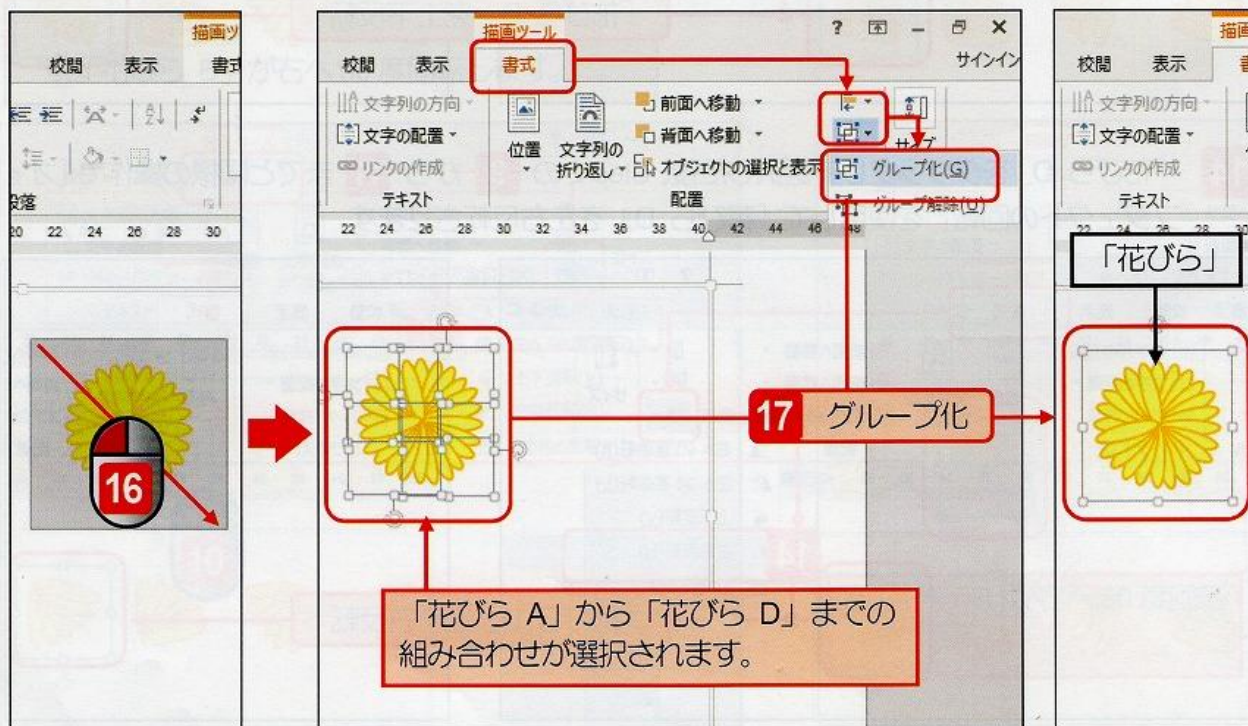 描画ツ
校閲 表示 書式
段落
20 22 24 26 28 30
16
描画ツール
? サインイン
校閲 表示 書式
文字列の方向
文字の配置
リンクの作成
テキスト
位置
文字列の
折り返し
前面へ移動
背面へ移動
オブジェクトの選択と表示
配置
サイズ
グループ化(G)
グループ解除(U)
22 24 26 28 30 32 34 36 38 40 42 44 46 48
17 グループ化
「花びら A」から「花びら D」までの
組み合わせが選択されます。
描画
校閲 表示
文字列の方向
文字の配置
リンクの作成
テキスト
22 24 26 28 30
「花びら」